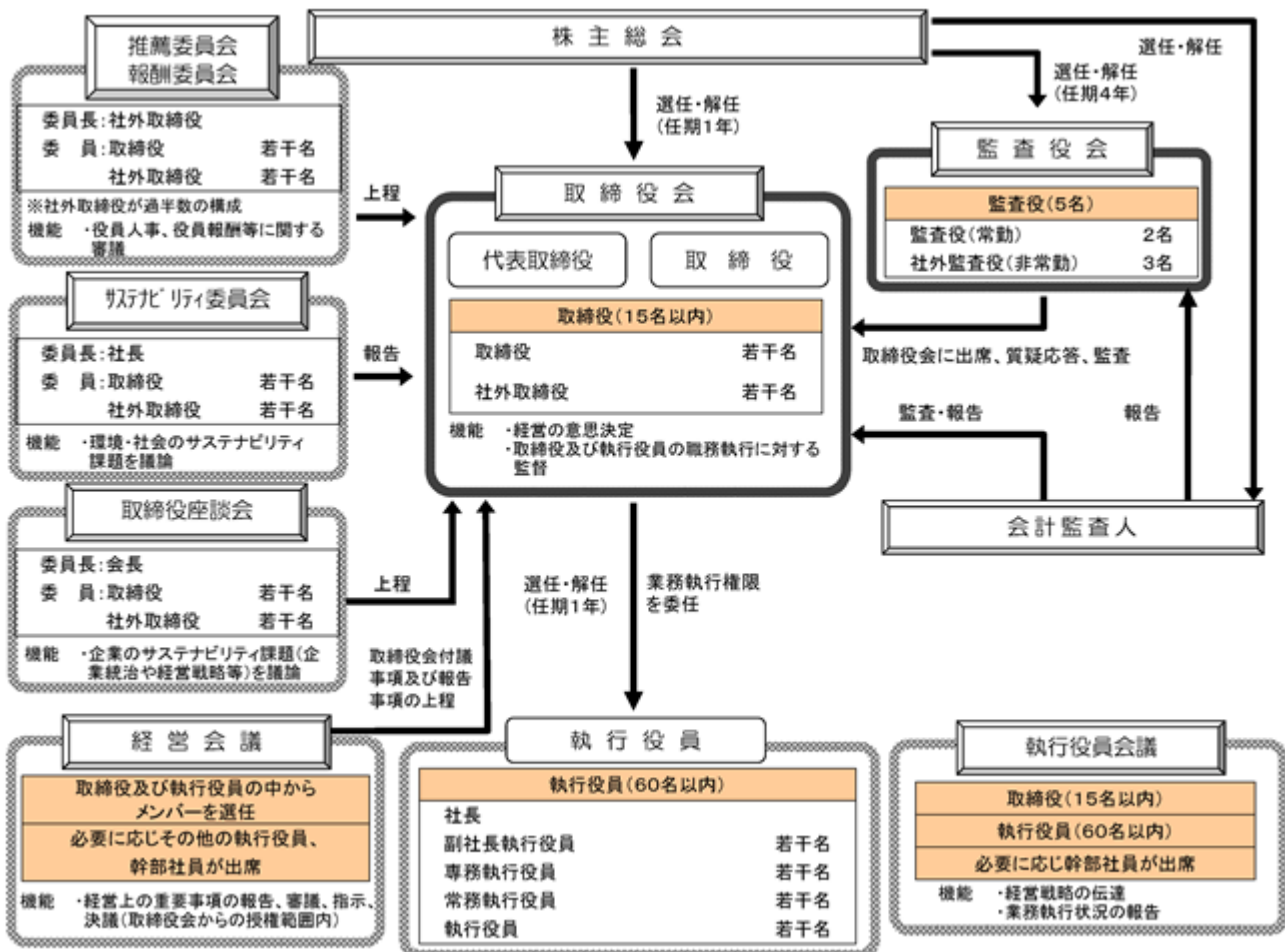 株主総会
選任・解任
選任・解任
(任期4年)
選任・解任
(任期1年)
推薦委員会
報酬委員会
委員長:社外取締役
委　員:取締役　若干名
社外取締役　若干名
※社外取締役が過半数の構成
機能　・役員人事、役員報酬等に関する
審議
上程
サステナビリティ委員会
委員長:社長
委　員:取締役　若干名
社外取締役　若干名
機能　・環境・社会のサステナビリティ
課題を議論
報告
取締役座談会
委員長:会長
委　員:取締役　若干名
社外取締役　若干名
機能　・企業のサステナビリティ課題(企
業統治や経営戦略等)を議論
上程
取締役会
代表取締役
取締役
取締役(15名以内)
取締役　若干名
社外取締役　若干名
機能　・経営の意思決定
・取締役及び執行役員の職務執行に対する
監督
監査役会
監査役(5名)
監査役(常勤)　2名
社外監査役(非常勤)　3名
取締役会に出席、質疑応答、監査
監査・報告
報告
会計監査人
選任・解任
(任期1年)
業務執行権限
を委任
取締役会付議
事項及び報告
事項の上程
経営会議
取締役及び執行役員の中から
メンバーを選任
必要に応じその他の執行役員、
幹部社員が出席
機能　・経営上の重要事項の報告、審議、指示、
決議(取締役会からの授権範囲内)
執行役員
執行役員(60名以内)
社長
副社長執行役員　若干名
専務執行役員　若干名
常務執行役員　若干名
執行役員　若干名
執行役員会議
取締役(15名以内)
執行役員(60名以内)
必要に応じ幹部社員が出席
機能　・経営戦略の伝達
・業務執行状況の報告